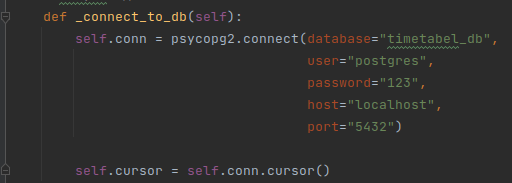 def _connect_to_db(self):
self.conn = psycopg2.connect(database="timetabel_db",
user="postgres",
password="123",
host="localhost",
port="5432")
self.cursor = self.conn.cursor()